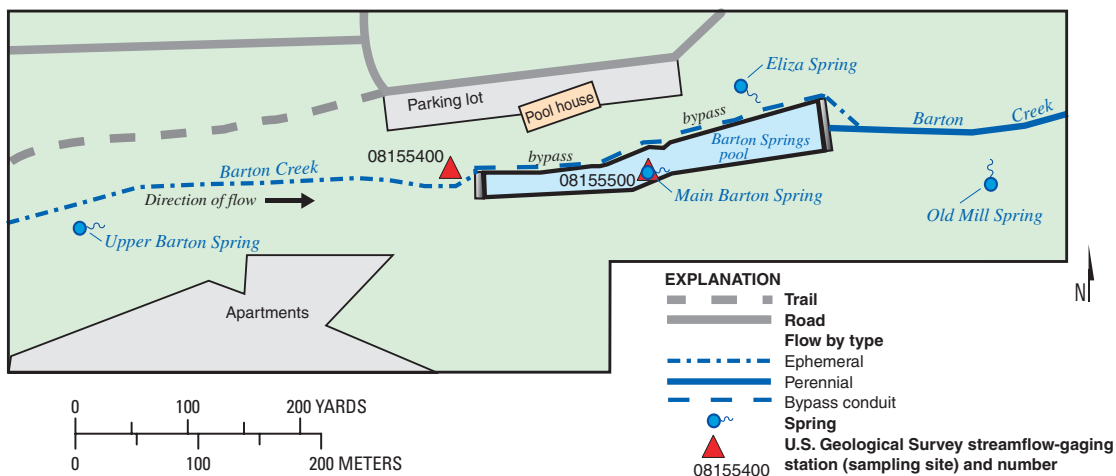 Eliza Spring
Parking lot
Pool house
bypass
Barton Creek
Barton Springs
pool
08155400
bypass
Barton Creek
08155500
Direction of flow
Main Barton Spring
Old Mill Spring
Upper Barton Spring
Apartments
N
EXPLANATION
Trail
Road
Flow by type
Ephemeral
Perennial
Bypass conduit
Spring
U.S. Geological Survey streamflow-gaging
station (sampling site) and number
08155400
0 100 200 YARDS
0 100 200 METERS